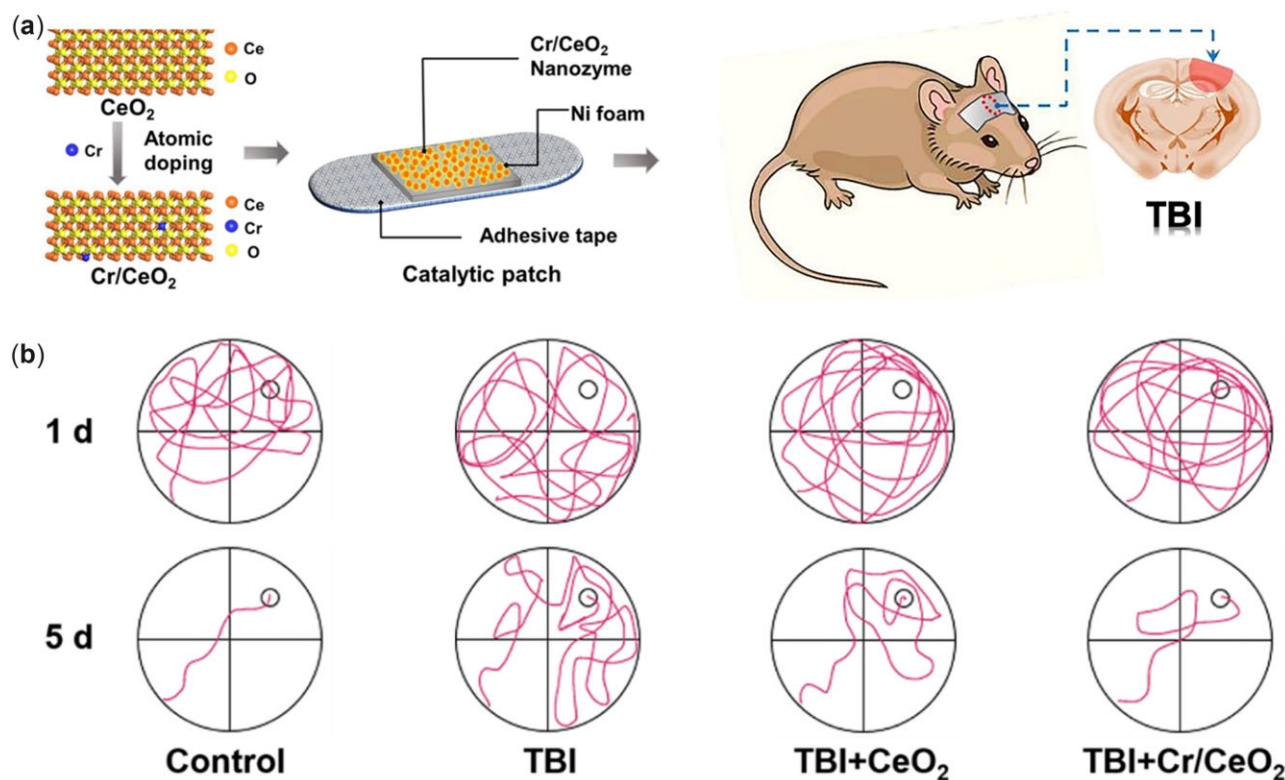 (a)
Ce
O
CeO₂
Cr
Atomic
doping
Ce
Cr
O
Cr/CeO₂
Cr/CeO₂
Nanozyme
Ni foam
Adhesive tape
Catalytic patch
TBI
(b)
1 d
5 d
Control
TBI
TBI+CeO₂
TBI+Cr/CeO₂